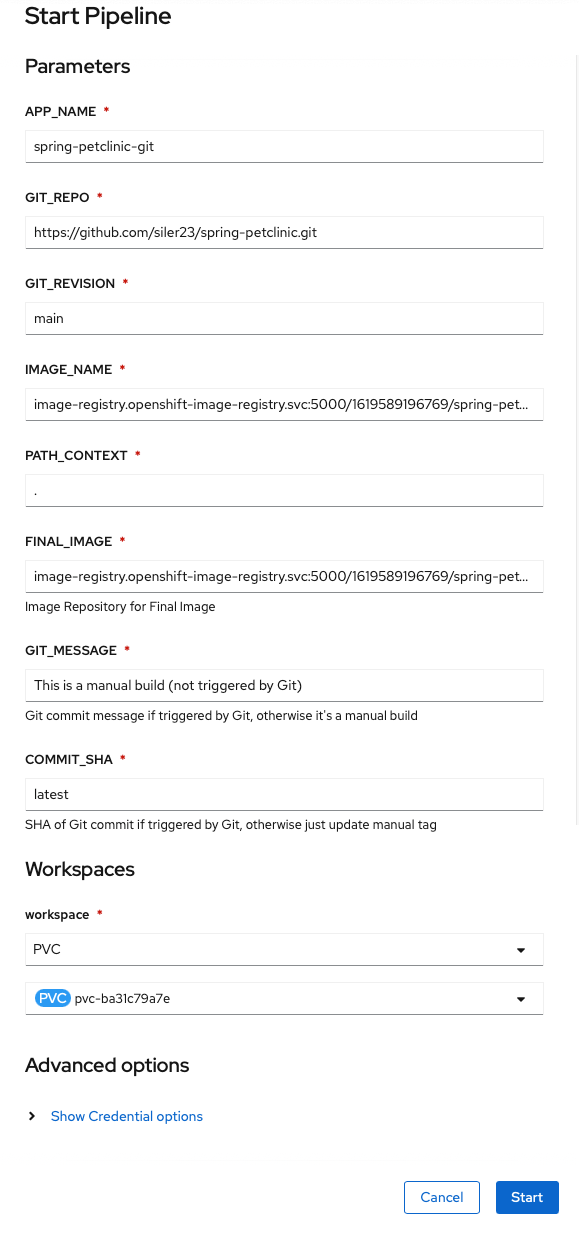 Start Pipeline
Parameters
APP_NAME *
spring-petclinic-git
GIT_REPO *
https://github.com/siler23/spring-petclinic.git
GIT_REVISION *
main
IMAGE_NAME *
image-registry.openshift-image-registry.svc:5000/1619589196769/spring-pet...
PATH_CONTEXT *
.
FINAL_IMAGE *
image-registry.openshift-image-registry.svc:5000/1619589196769/spring-pet...
Image Repository for Final Image
GIT_MESSAGE *
This is a manual build (not triggered by Git)
Git commit message if triggered by Git, otherwise it's a manual build
COMMIT_SHA *
latest
SHA of Git commit if triggered by Git, otherwise just update manual tag
Workspaces
workspace *
PVC
PVC pvc-ba31c79a7e
Advanced options
Show Credential options
Cancel Start